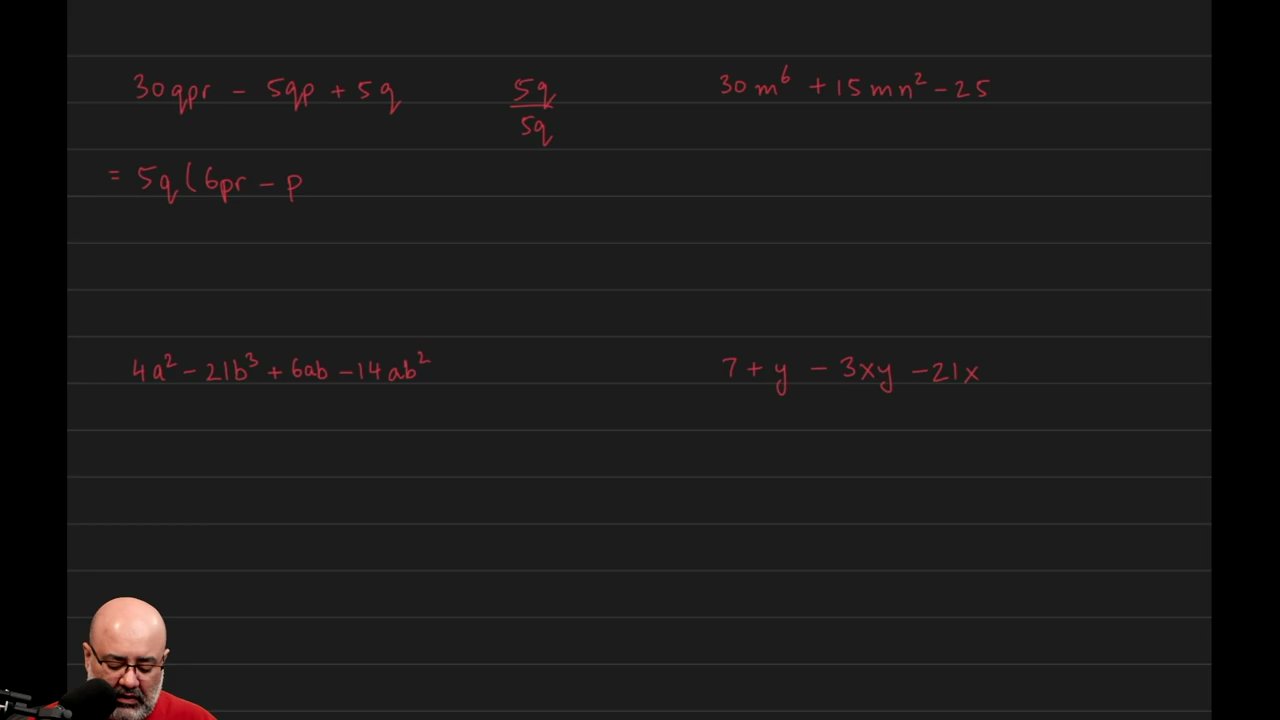 30qpr - 5qp + 5q
5q/5q
= 5q(6pr - p
30m⁶ + 15mn² - 25
4a² - 21b³ + 6ab - 14ab²
7 + y - 3xy - 21x